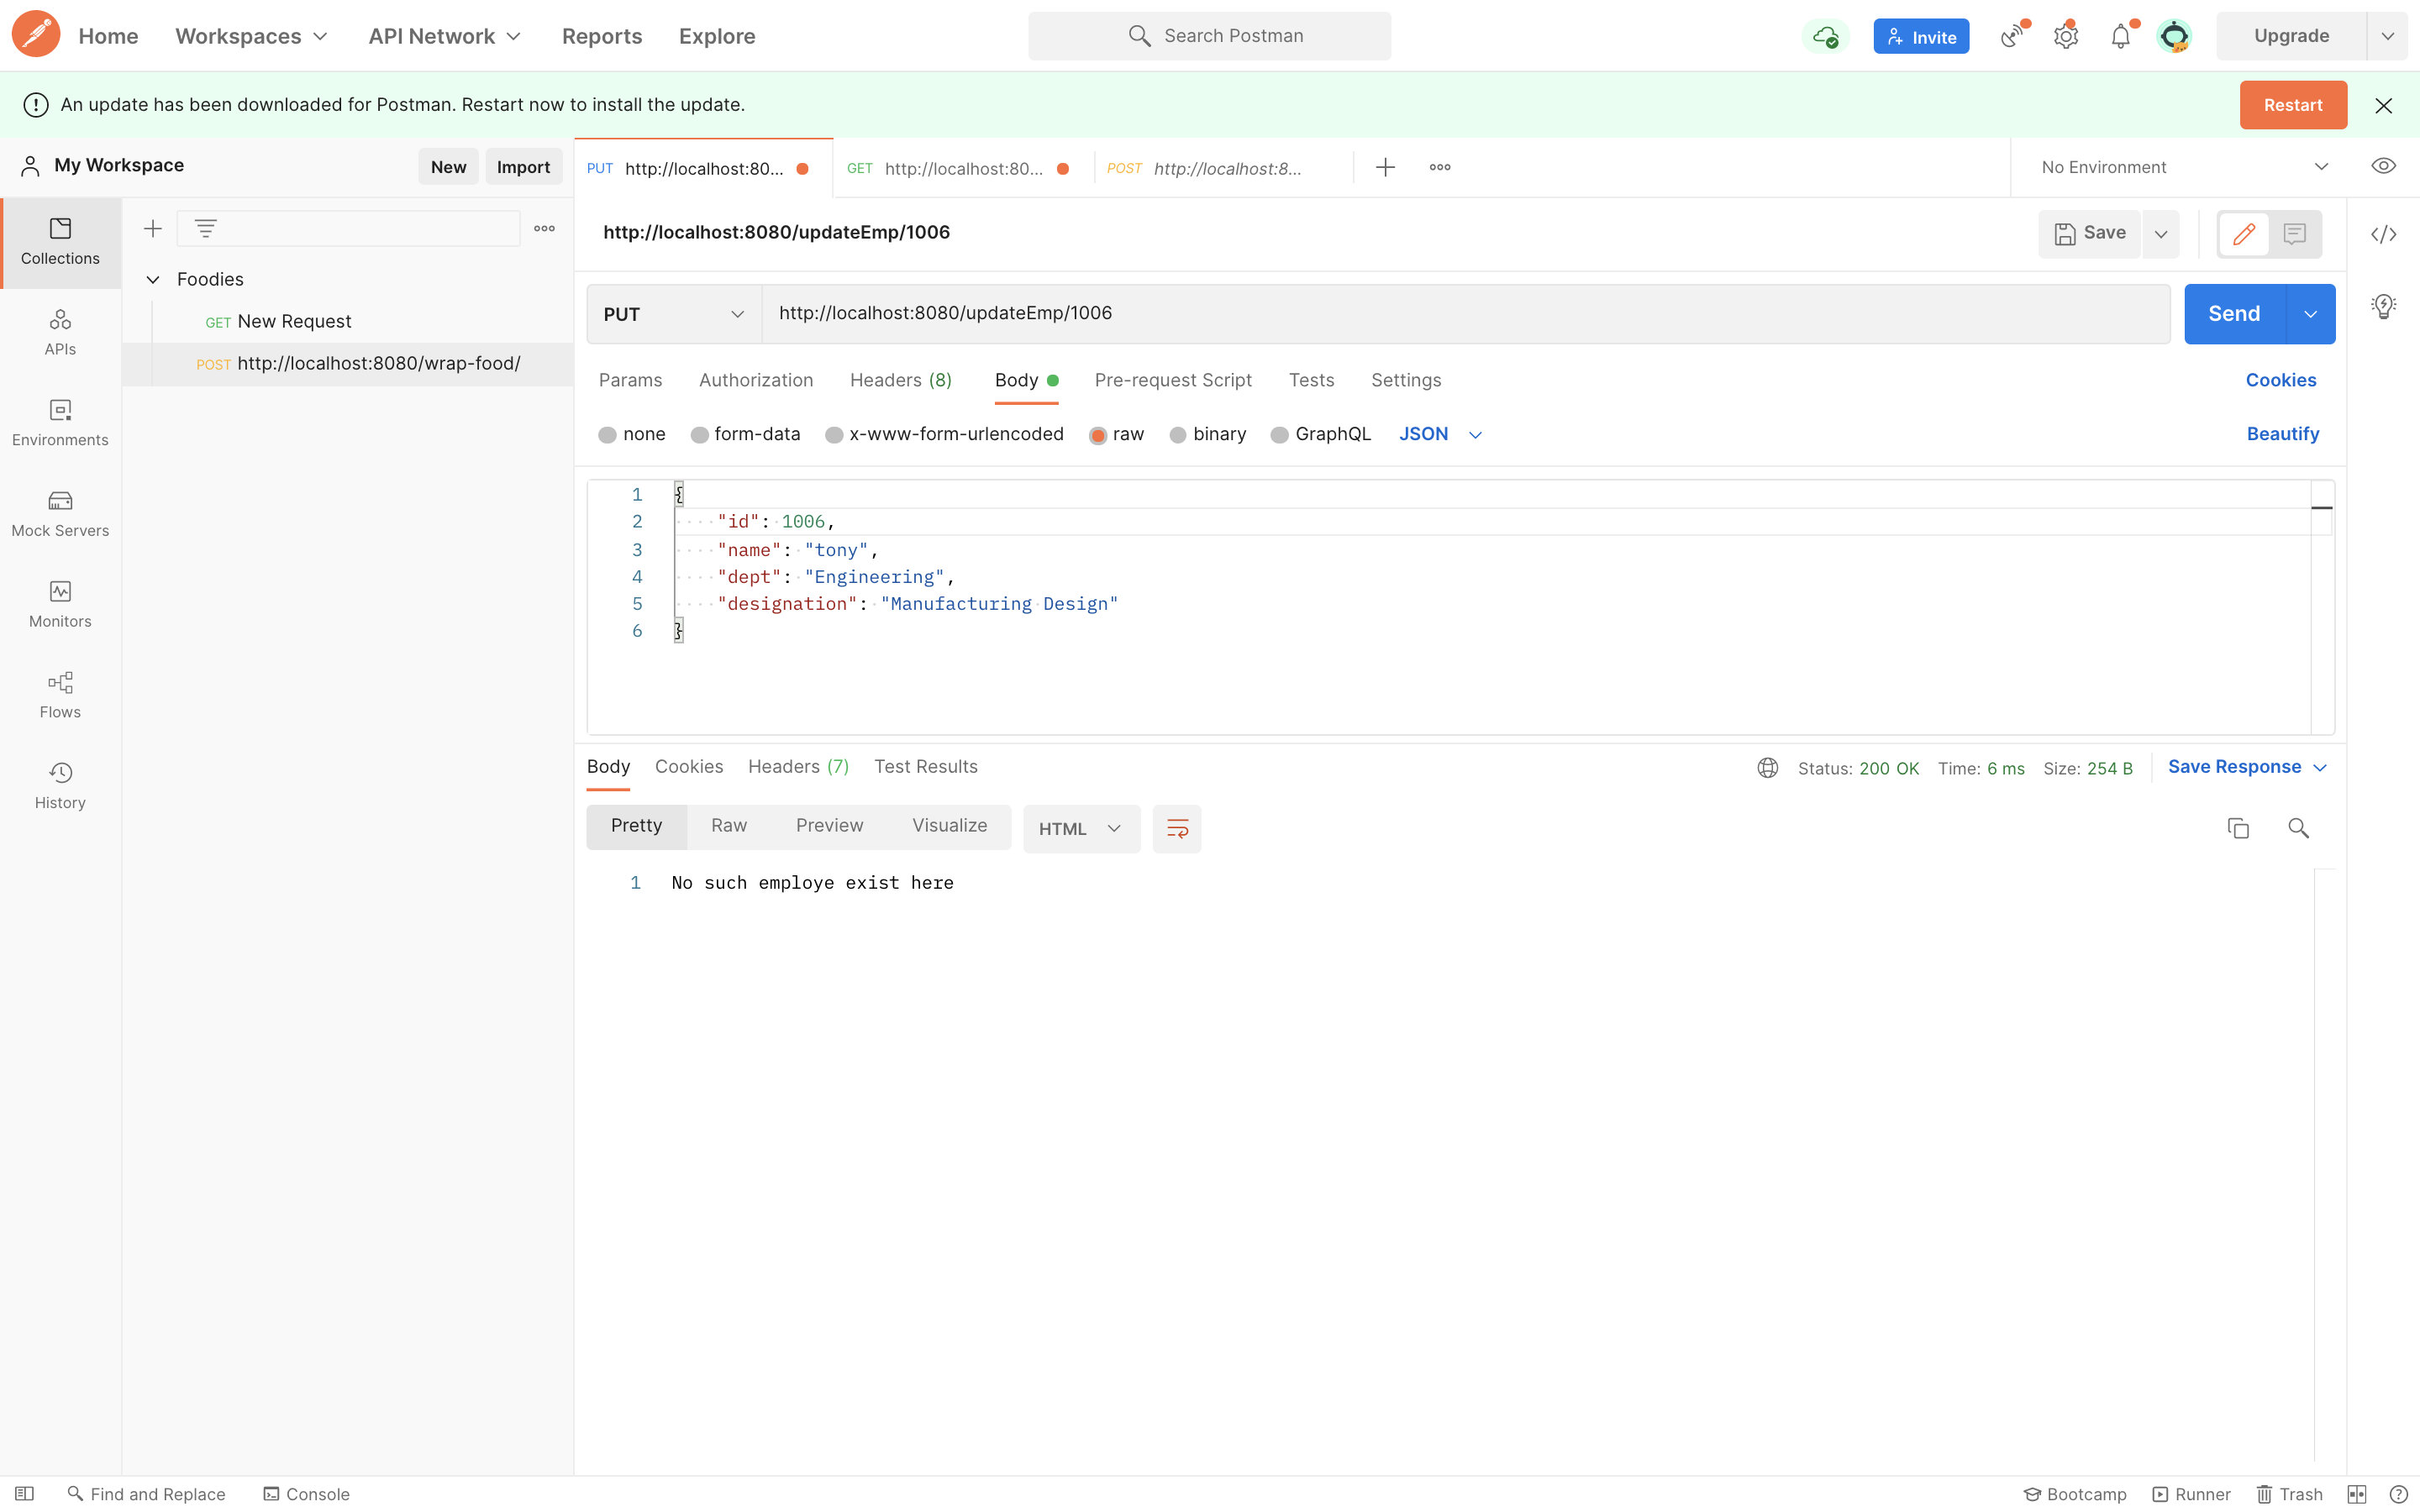 Home Workspaces API Network Reports Explore Search Postman Invite Upgrade
An update has been downloaded for Postman. Restart now to install the update. Restart
My Workspace New Import PUT http://localhost:80... GET http://localhost:80... POST http://localhost:8... No Environment
Collections
APIs
Environments
Mock Servers
Monitors
Flows
History
Foodies
GET New Request
POST http://localhost:8080/wrap-food/
http://localhost:8080/updateEmp/1006 Save
PUT http://localhost:8080/updateEmp/1006 Send
Params Authorization Headers (8) Body Pre-request Script Tests Settings Cookies
none form-data x-www-form-urlencoded raw binary GraphQL JSON Beautify
1 {
2 "id": 1006,
3 "name": "tony",
4 "dept": "Engineering",
5 "designation": "Manufacturing Design"
6 }
Body Cookies Headers (7) Test Results Status: 200 OK Time: 6 ms Size: 254 B Save Response
Pretty Raw Preview Visualize HTML
1 No such employe exist here
Find and Replace Console Bootcamp Runner Trash